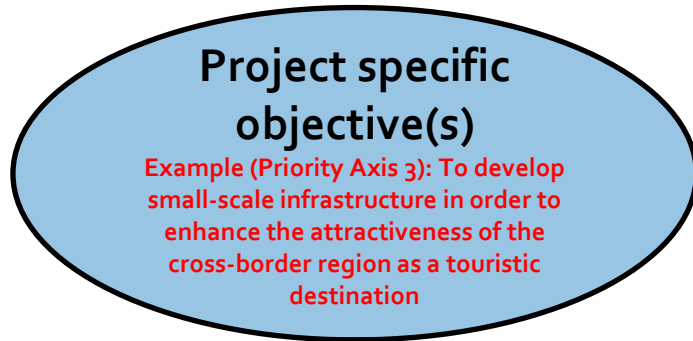 Project specific
objective(s)
Example (Priority Axis 3): To develop
small-scale infrastructure in order to
enhance the attractiveness of the
cross-border region as a touristic
destination